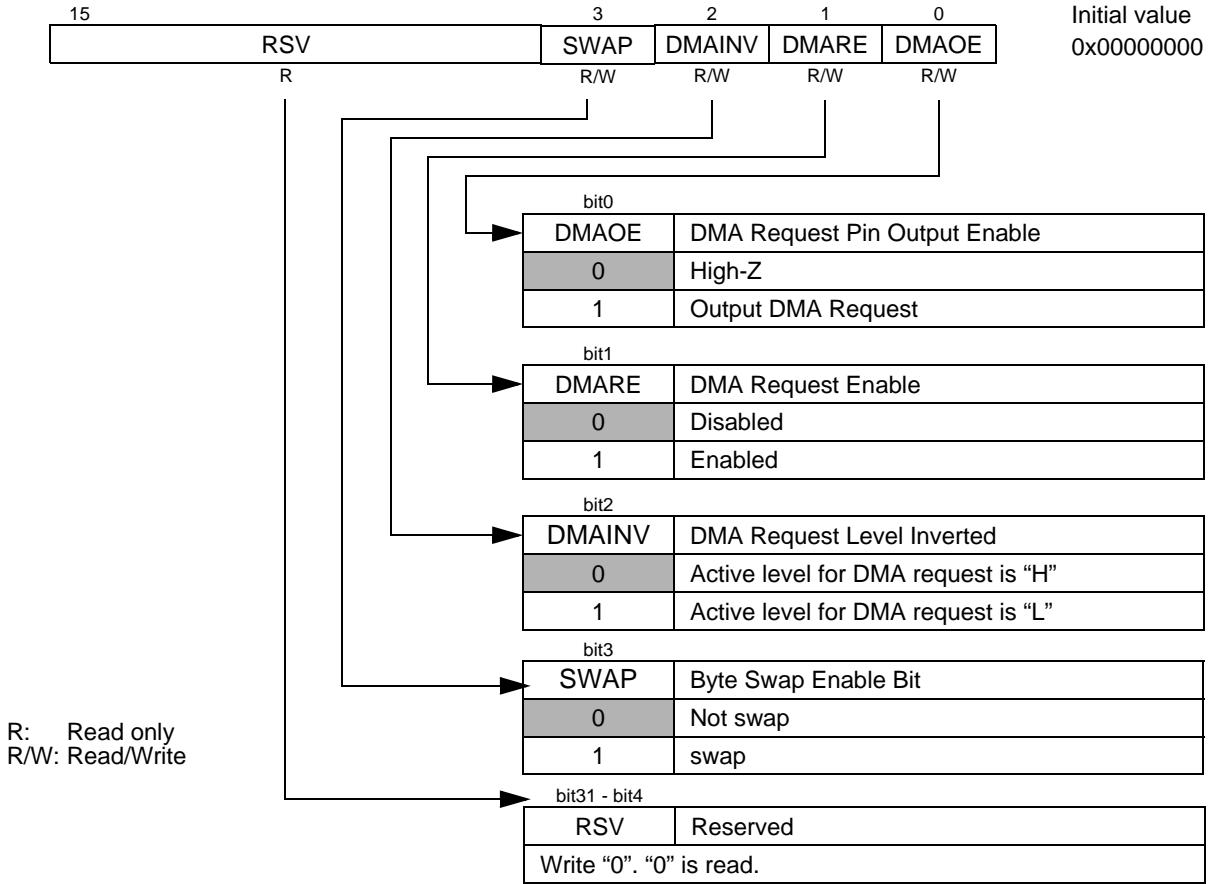 15 3 2 1 0 Initial value
RSV SWAP DMAINV DMARE DMAOE 0x00000000
R R/W R/W R/W R/W
bit0
DMAOE DMA Request Pin Output Enable
0 High-Z
1 Output DMA Request
bit1
DMARE DMA Request Enable
0 Disabled
1 Enabled
bit2
DMAINV DMA Request Level Inverted
0 Active level for DMA request is “H”
1 Active level for DMA request is “L”
bit3
SWAP Byte Swap Enable Bit
0 Not swap
1 swap
R: Read only
R/W: Read/Write
bit31 - bit4
RSV Reserved
Write “0”. “0” is read.